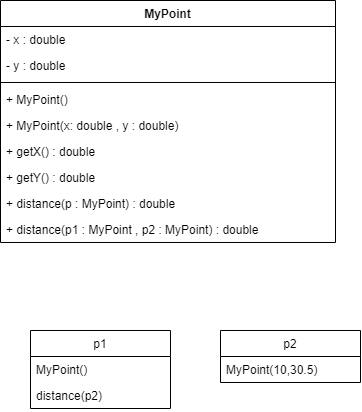 MyPoint
- x : double
- y : double
+ MyPoint()
+ MyPoint(x: double , y : double)
+ getX() : double
+ getY() : double
+ distance(p : MyPoint) : double
+ distance(p1 : MyPoint , p2 : MyPoint) : double
p1
MyPoint()
distance(p2)
p2
MyPoint(10,30.5)